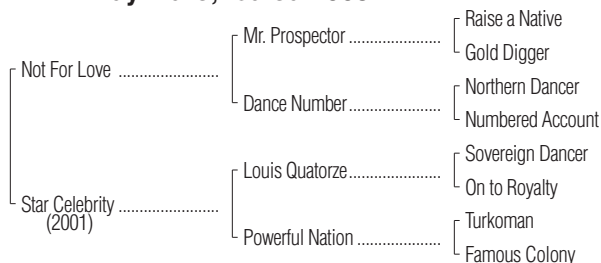 Not For Love ........................
Star Celebrity ........................
(2001)
Mr. Prospector ......................
Dance Number ......................
Louis Quatorze ......................
Powerful Nation ....................
Raise a Native
Gold Digger
Northern Dancer
Numbered Account
Sovereign Dancer
On to Royalty
Turkoman
Famous Colony